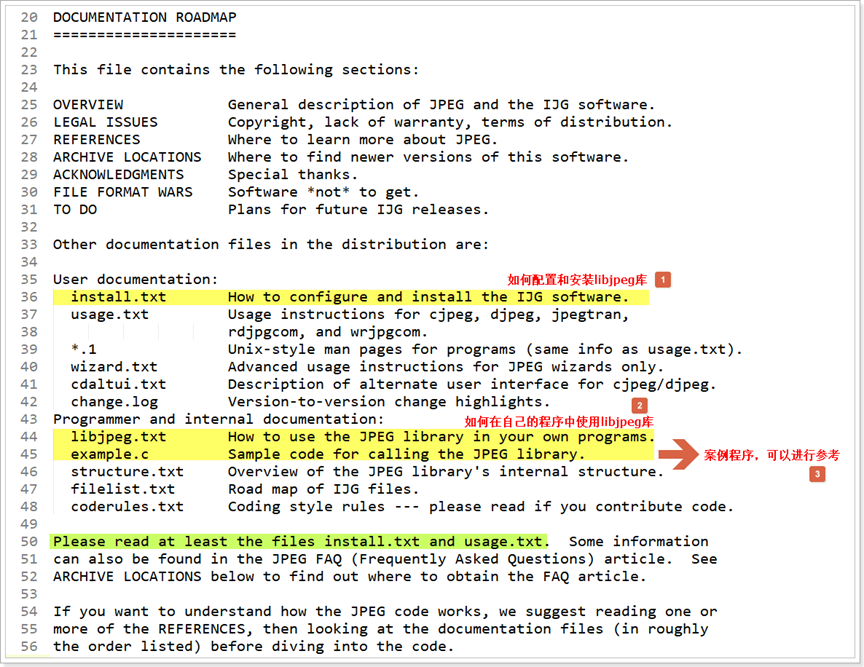 20 DOCUMENTATION ROADMAP
21 =====================
22
23 This file contains the following sections:
24
25 OVERVIEW            General description of JPEG and the IJG software.
26 LEGAL ISSUES        Copyright, lack of warranty, terms of distribution.
27 REFERENCES          Where to learn more about JPEG.
28 ARCHIVE LOCATIONS   Where to find newer versions of this software.
29 ACKNOWLEDGMENTS     Special thanks.
30 FILE FORMAT WARS    Software *not* to get.
31 TO DO               Plans for future IJG releases.
32
33 Other documentation files in the distribution are:
34
如何配置和安装libjpeg库 1
35 User documentation:
36   install.txt       How to configure and install the IJG software.
37   usage.txt         Usage instructions for cjpeg, djpeg, jpegtran,
38                     rdjpgcom, and wrjpgcom.
39   *.1               Unix-style man pages for programs (same info as usage.txt).
40   wizard.txt        Advanced usage instructions for JPEG wizards only.
41   cdaltui.txt       Description of alternate user interface for cjpeg/djpeg.
42   change.log        Version-to-version change highlights.
2
43 Programmer and internal documentation:
如何在自己的程序中使用libjpeg库
44   libjpeg.txt       How to use the JPEG library in your own programs.
45   example.c         Sample code for calling the JPEG library.
案例程序，可以进行参考
3
46   structure.txt     Overview of the JPEG library's internal structure.
47   filelist.txt      Road map of IJG files.
48   coderules.txt     Coding style rules --- please read if you contribute code.
49
50 Please read at least the files install.txt and usage.txt.  Some information
51 can also be found in the JPEG FAQ (Frequently Asked Questions) article.  See
52 ARCHIVE LOCATIONS below to find out where to obtain the FAQ article.
53
54 If you want to understand how the JPEG code works, we suggest reading one or
55 more of the REFERENCES, then looking at the documentation files (in roughly
56 the order listed) before diving into the code.